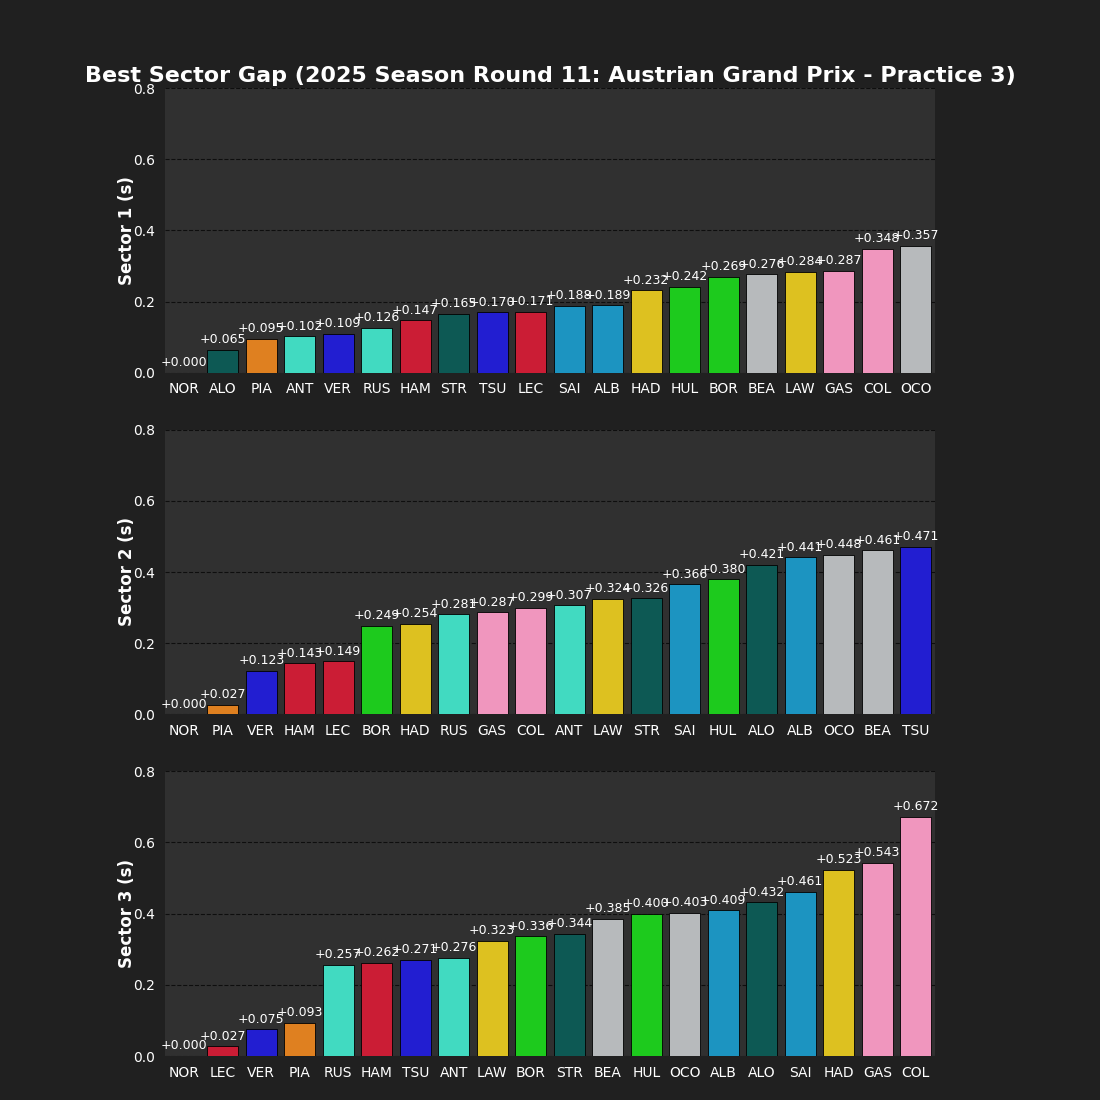 Best Sector Gap (2025 Season Round 11: Austrian Grand Prix - Practice 3)
Sector 1 (s)
0.8
0.6
0.4
0.2
0.0
+0.000 +0.065 +0.095 +0.102 +0.109 +0.126 +0.147 +0.165 +0.170 +0.171 +0.188 +0.189 +0.232 +0.242 +0.269 +0.276 +0.284 +0.287 +0.348 +0.357
NOR ALO PIA ANT VER RUS HAM STR TSU LEC SAI ALB HAD HUL BOR BEA LAW GAS COL OCO
Sector 2 (s)
0.8
0.6
0.4
0.2
0.0
+0.000 +0.027 +0.123 +0.143 +0.149 +0.249 +0.254 +0.281 +0.287 +0.299 +0.307 +0.324 +0.326 +0.366 +0.380 +0.421 +0.441 +0.448 +0.461 +0.471
NOR PIA VER HAM LEC BOR HAD RUS GAS COL ANT LAW STR SAI HUL ALO ALB OCO BEA TSU
Sector 3 (s)
0.8
0.6
0.4
0.2
0.0
+0.000 +0.027 +0.075 +0.093 +0.257 +0.262 +0.271 +0.276 +0.323 +0.336 +0.344 +0.385 +0.400 +0.403 +0.409 +0.432 +0.461 +0.523 +0.543 +0.672
NOR LEC VER PIA RUS HAM TSU ANT LAW BOR STR BEA HUL OCO ALB ALO SAI HAD GAS COL